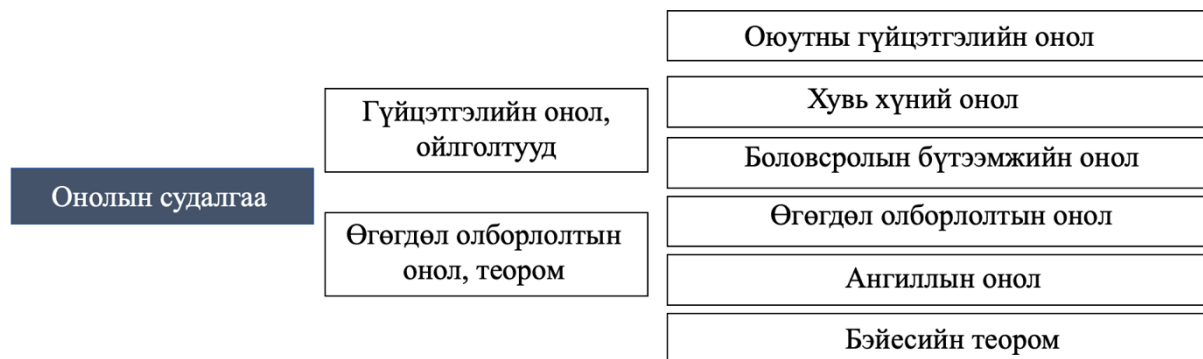 Онолын судалгаа
Гүйцэтгэлийн онол,
ойлголтууд
Өгөгдөл олборлолтын
онол, теором
Оюутны гүйцэтгэлийн онол
Хувь хүний онол
Боловсролын бүтээмжийн онол
Өгөгдөл олборлолтын онол
Ангиллын онол
Бэйесийн теором